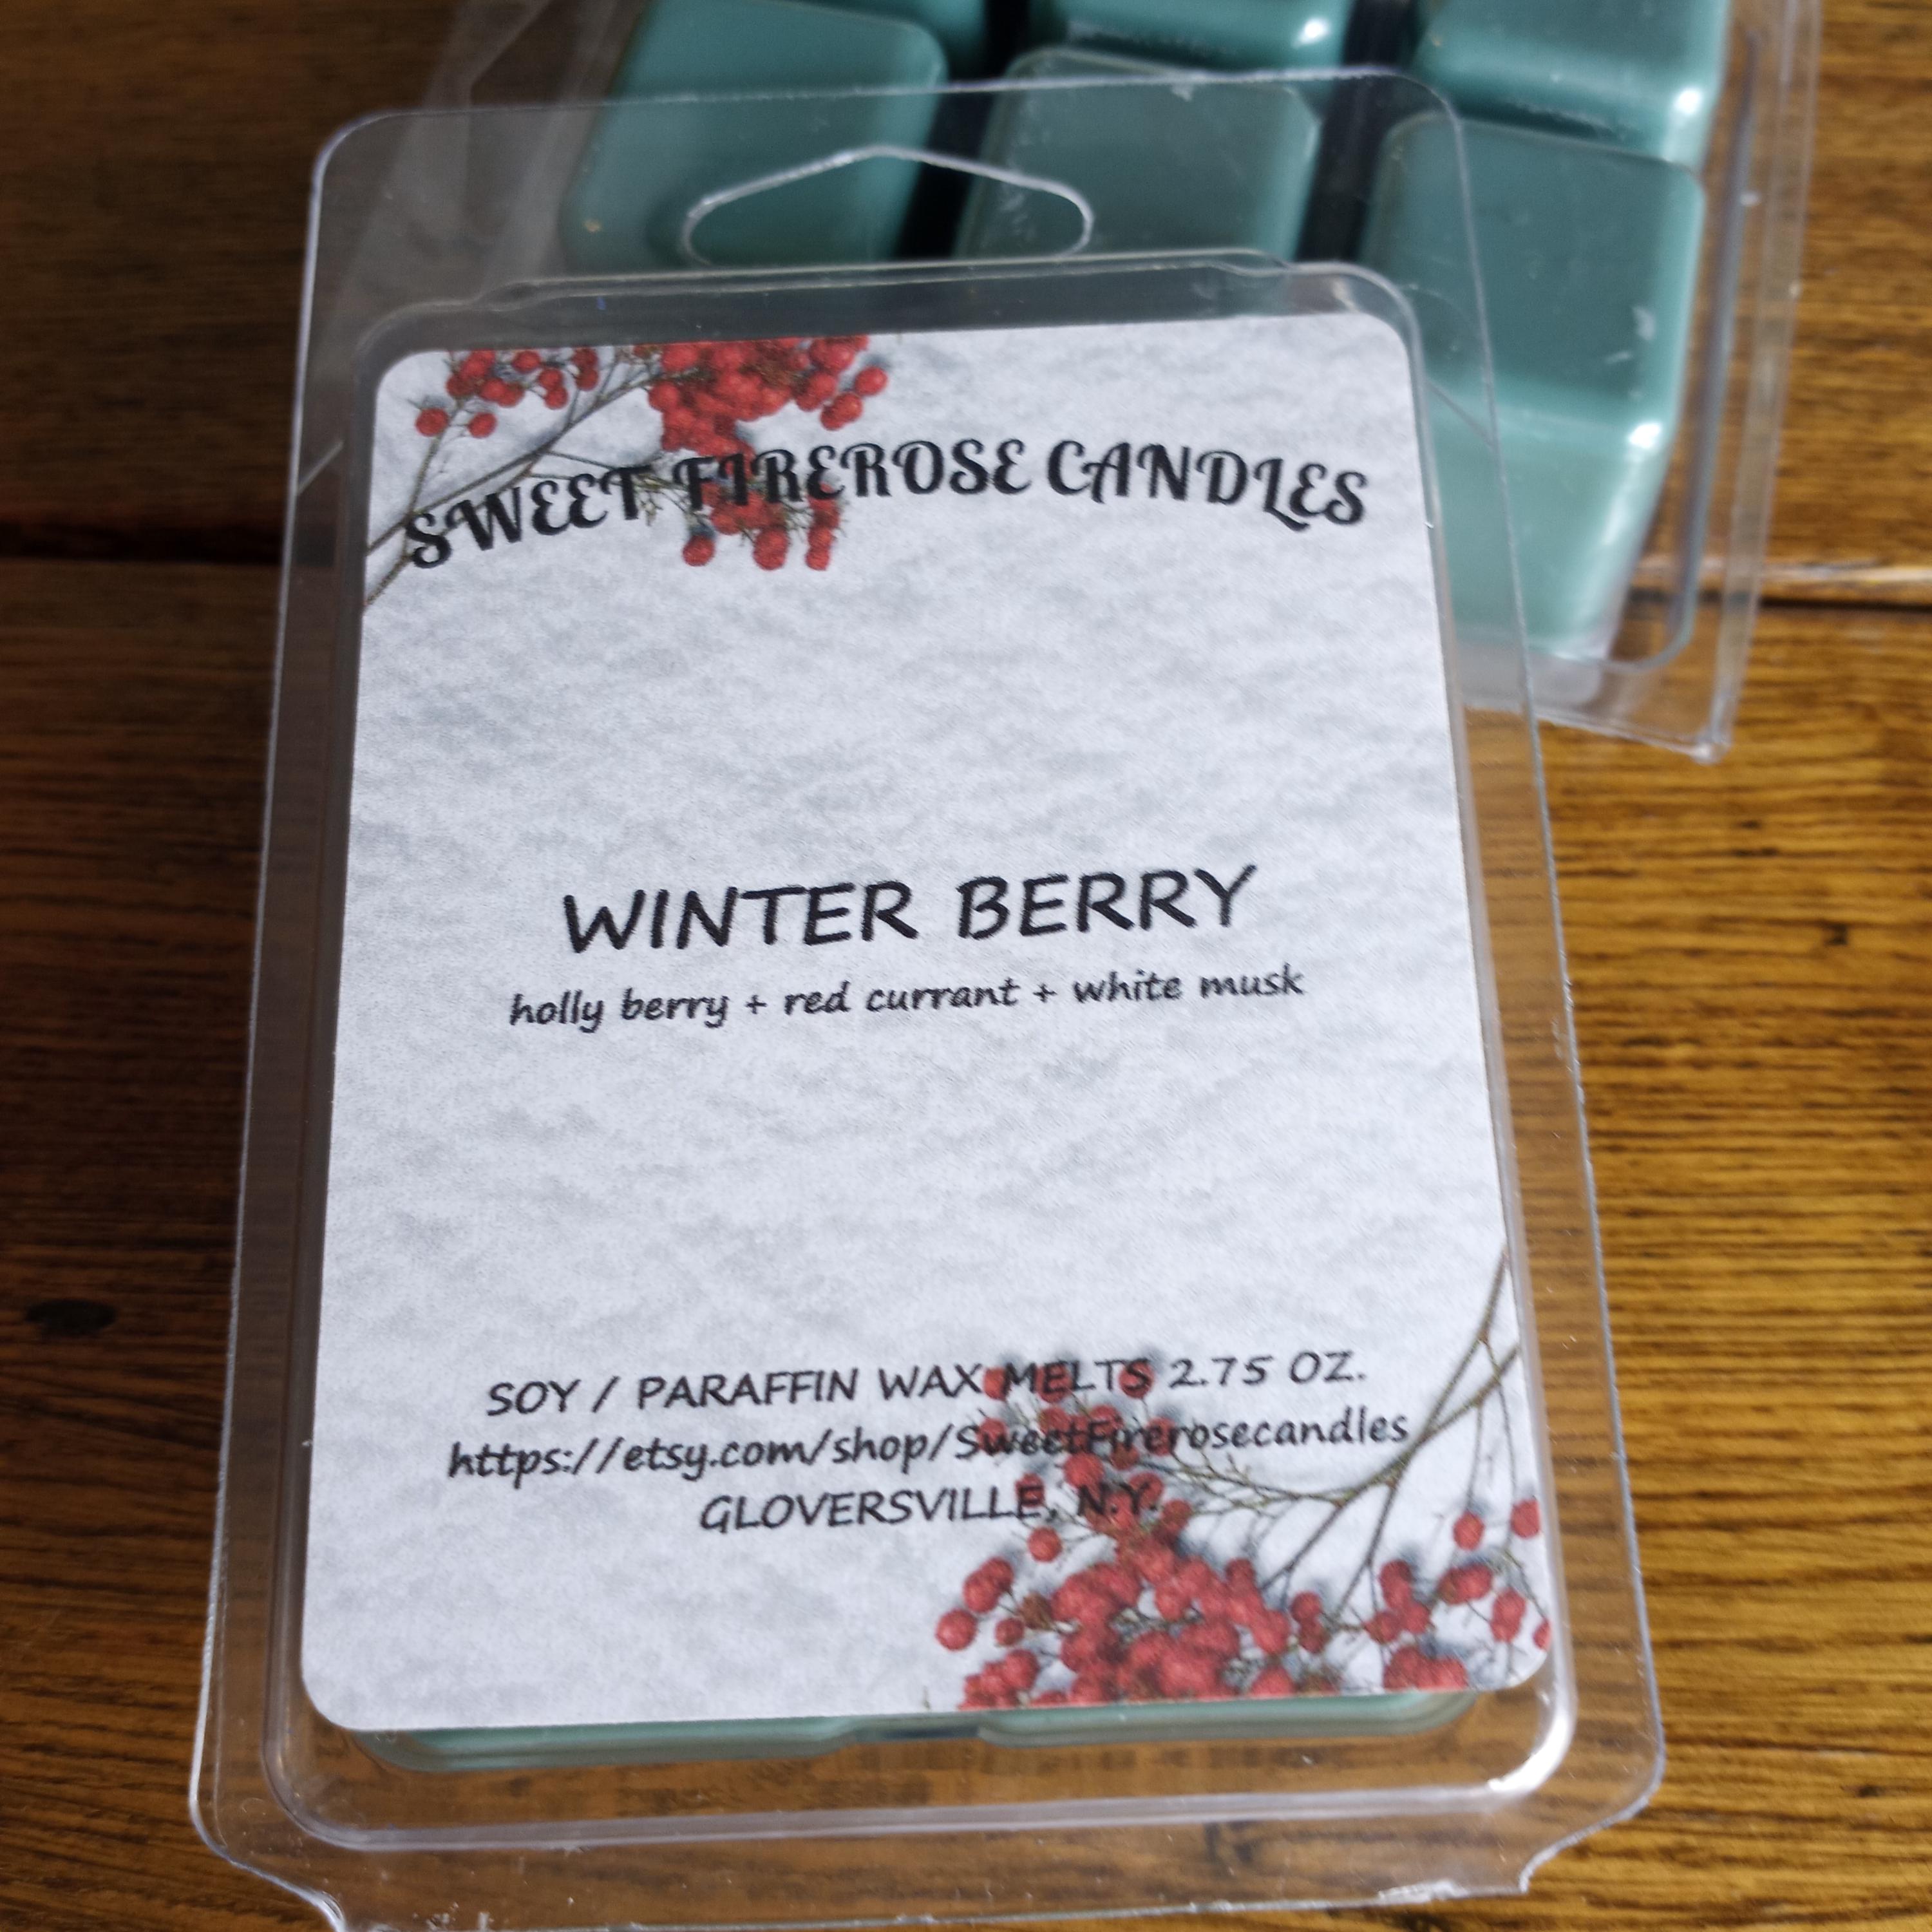 SWEET FIREROSE CANDLES
WINTER BERRY
holly berry + red currant + white musk
SOY / PARAFFIN WAX MELTS 2.75 OZ.
https://etsy.com/shop/SweetFirerosecandles
GLOVERSVILLE, N.Y.